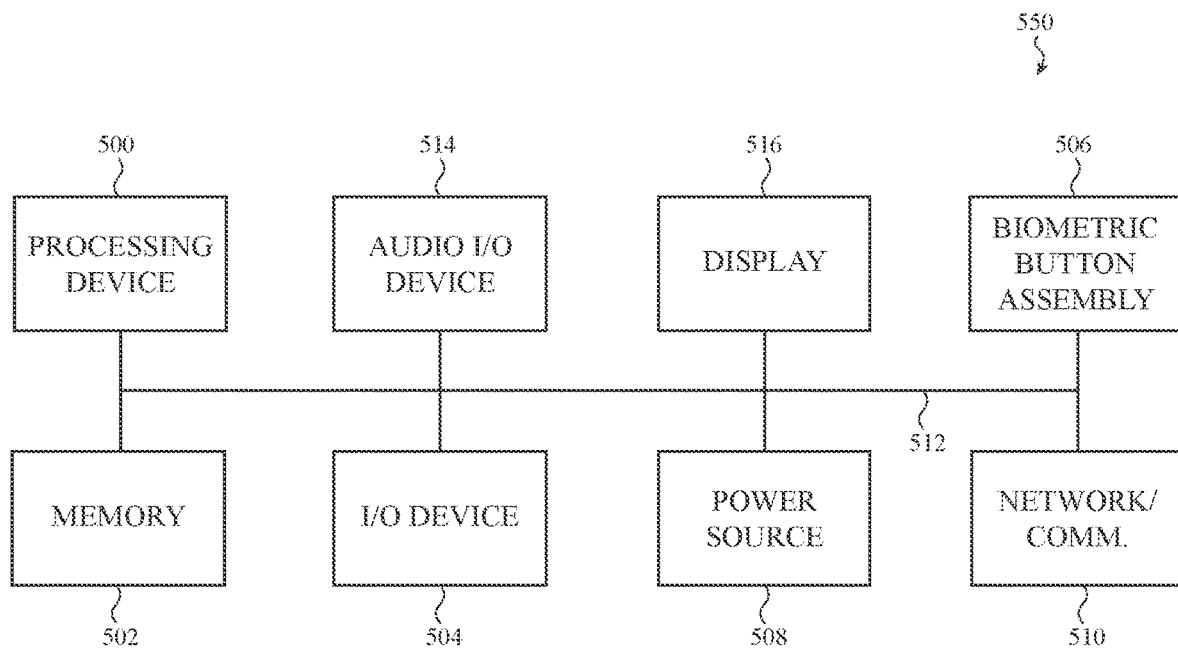 550
500
514
516
506
PROCESSING
DEVICE
AUDIO I/O
DEVICE
DISPLAY
BIOMETRIC
BUTTON
ASSEMBLY
512
MEMORY
I/O DEVICE
POWER
SOURCE
NETWORK/
COMM.
502
504
508
510